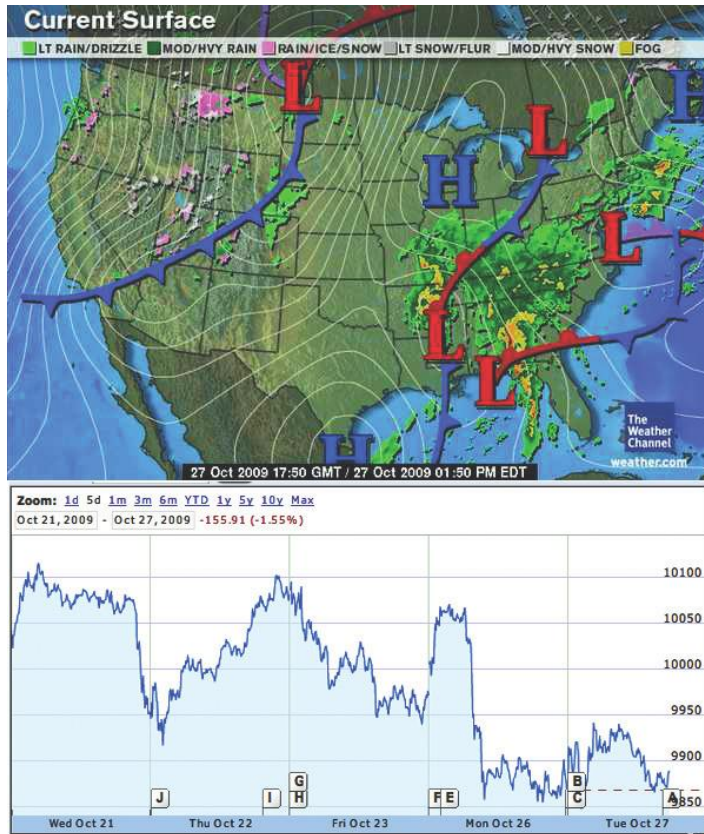 Current Surface
LT RAIN/DRIZZLE MOD/HVY RAIN RAIN/ICE/SNOW LT SNOW/FLUR MOD/HVY SNOW FOG
L
L
H
H
L
L
L
H
The
Weather
Channel
weather.com
27 Oct 2009 17:50 GMT / 27 Oct 2009 01:50 PM EDT
Zoom: 1d 5d 1m 3m 6m YTD 1y 5y 10y Max
Oct 21, 2009 - Oct 27, 2009 -155.91 (-1.55%)
10100
10050
10000
9950
9900
9850
G
B
J I H F E C A
Wed Oct 21 Thu Oct 22 Fri Oct 23 Mon Oct 26 Tue Oct 27